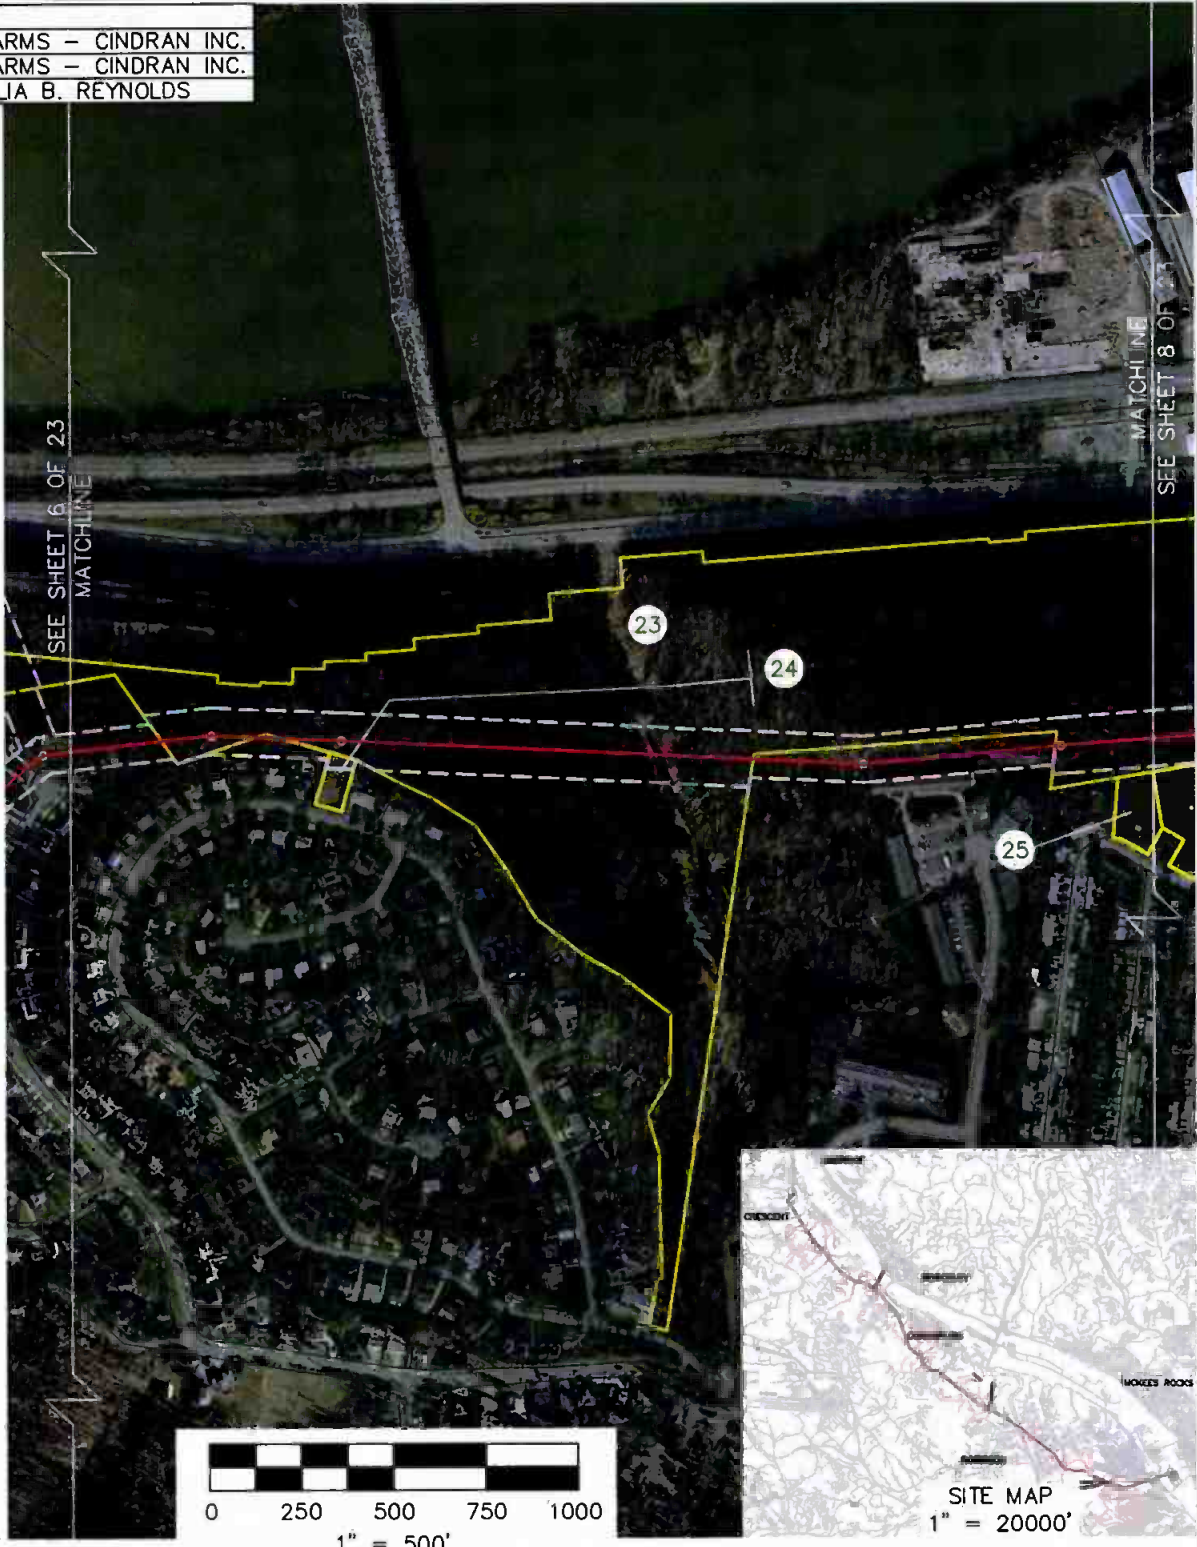 ARMS – CINDRAN INC.
ARMS – CINDRAN INC.
LIA B. REYNOLDS
SEE SHEET 6 OF 23
MATCHLINE
MATCHLINE
SEE SHEET 8 OF 23
23
24
25
CRESCENT
MCKEES ROCKS
0 250 500 750 1000
1" = 500'
SITE MAP
1" = 20000'